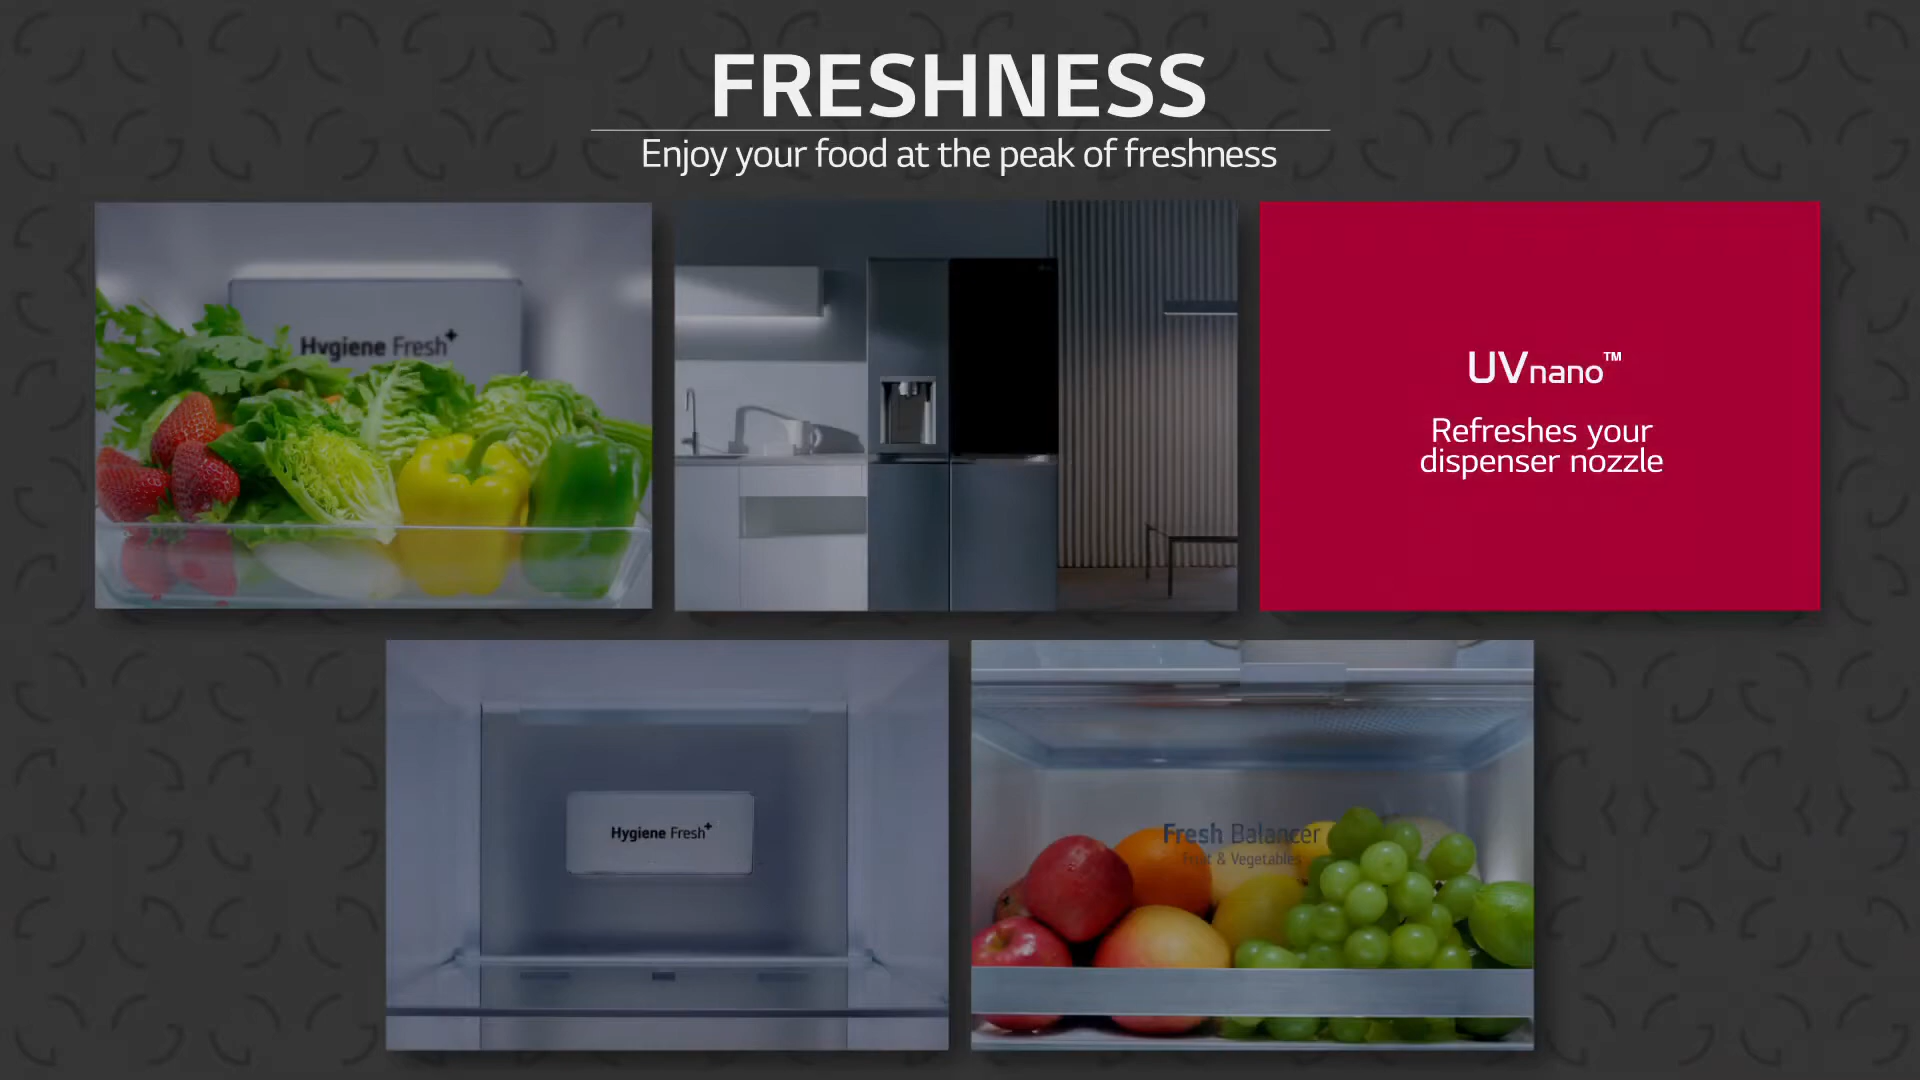 FRESHNESS
Enjoy your food at the peak of freshness
Hygiene Fresh+
UVnano™
Refreshes your
dispenser nozzle
Hygiene Fresh+
Fresh Balancer
Fruit & Vegetables